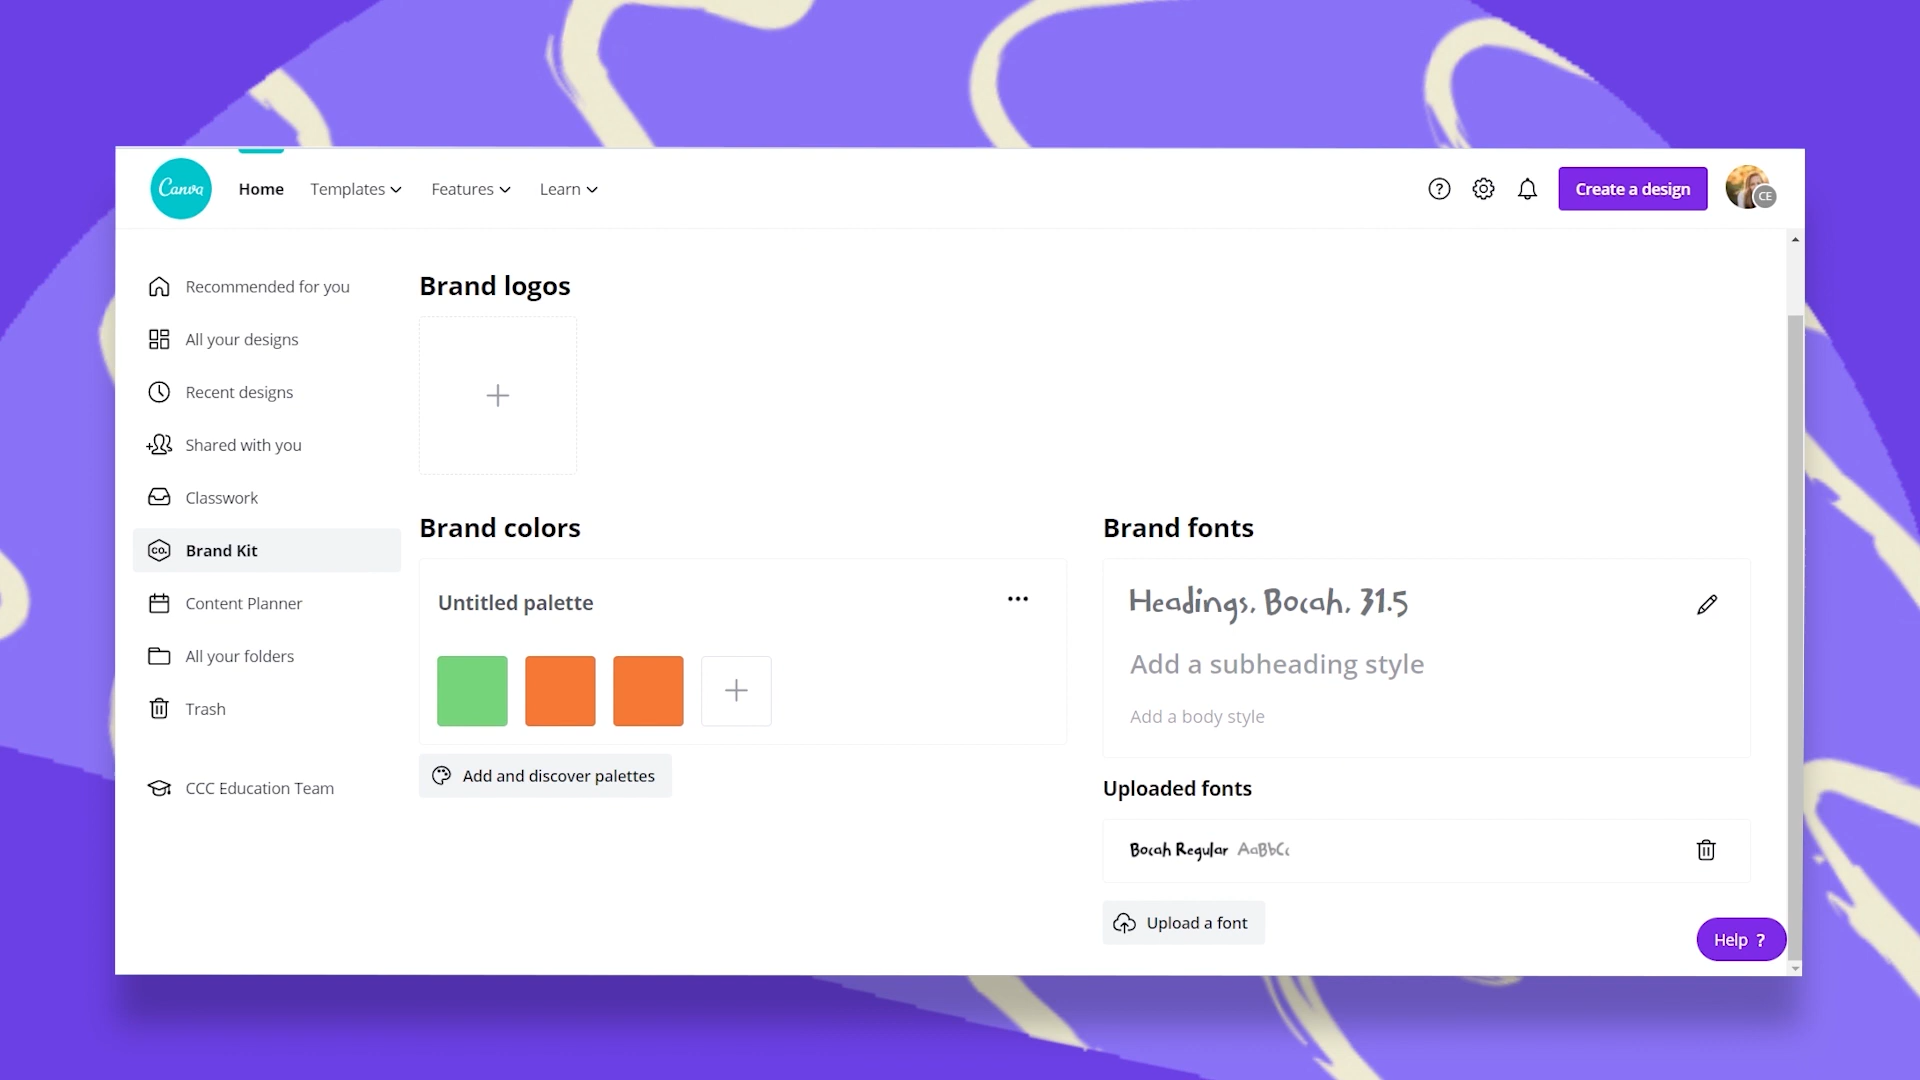 Canva
Home
Templates
Features
Learn
?
Create a design
CE
Recommended for you
All your designs
Recent designs
Shared with you
Classwork
CO.
Brand Kit
Content Planner
All your folders
Trash
CCC Education Team
Brand logos
Brand colors
Untitled palette
Add and discover palettes
Brand fonts
Headings, Bocah, 31.5
Add a subheading style
Add a body style
Uploaded fonts
Bocah Regular AaBbCc
Upload a font
Help ?